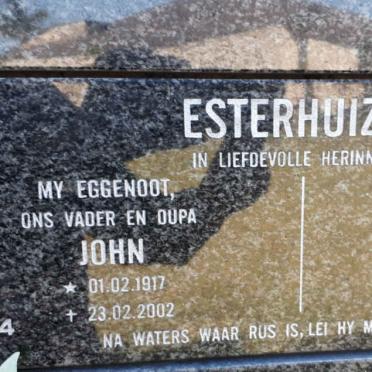 ESTERHUIZ
IN LIEFDEVOLLE HERINN
MY EGGENOOT,
ONS VADER EN OUPA
JOHN
★ 01.02.1917
✝ 23.02.2002
4
NA WATERS WAAR RUS IS, LEI HY M